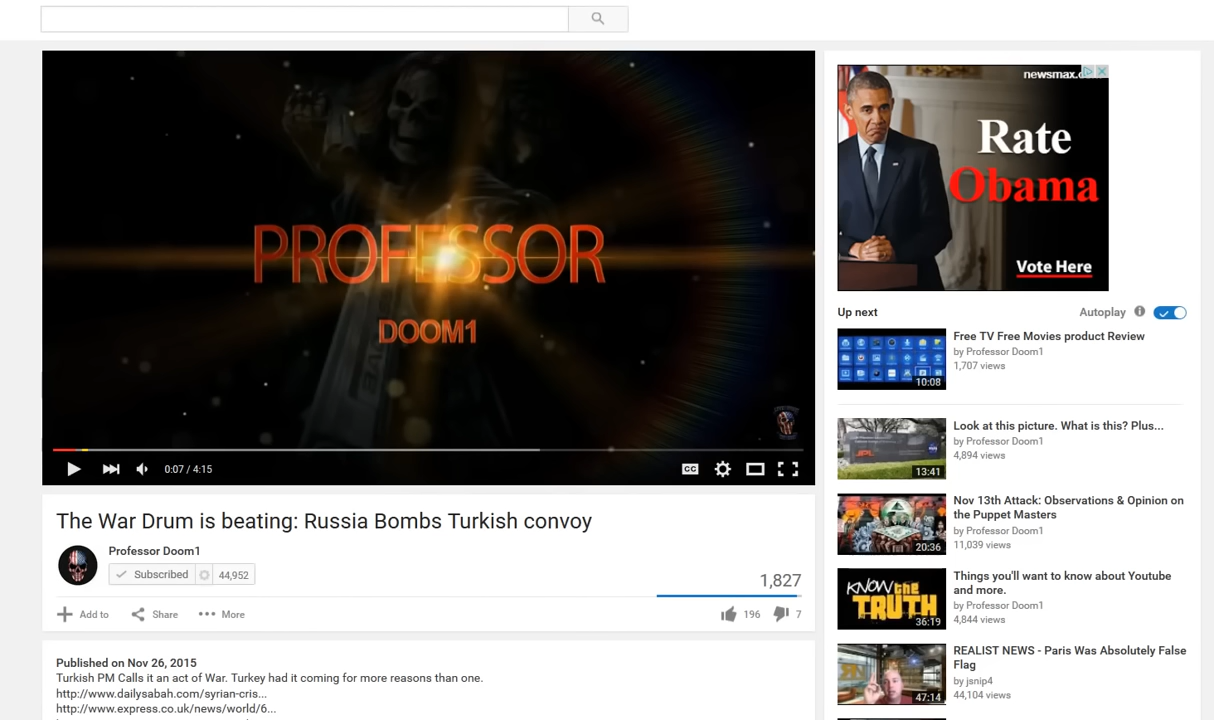 PROFESSOR
DOOM1
0:07 / 4:15
CC
The War Drum is beating: Russia Bombs Turkish convoy
Professor Doom1
Subscribed 44,952
1,827
Add to Share More 196 7
Published on Nov 26, 2015
Turkish PM Calls it an act of War. Turkey had it coming for more reasons than one.
http://www.dailysabah.com/syrian-cris...
http://www.express.co.uk/news/world/6...
newsmax.c
Rate
Obama
Vote Here
Up next Autoplay
Free TV Free Movies product Review
by Professor Doom1
1,707 views
10:08
Look at this picture. What is this? Plus...
by Professor Doom1
4,894 views
JPL
13:41
Nov 13th Attack: Observations & Opinion on
the Puppet Masters
by Professor Doom1
11,039 views
20:36
Things you'll want to know about Youtube
and more.
by Professor Doom1
4,844 views
KNOW the
TRUTH
36:19
REALIST NEWS - Paris Was Absolutely False
Flag
by jsnip4
44,104 views
47:14